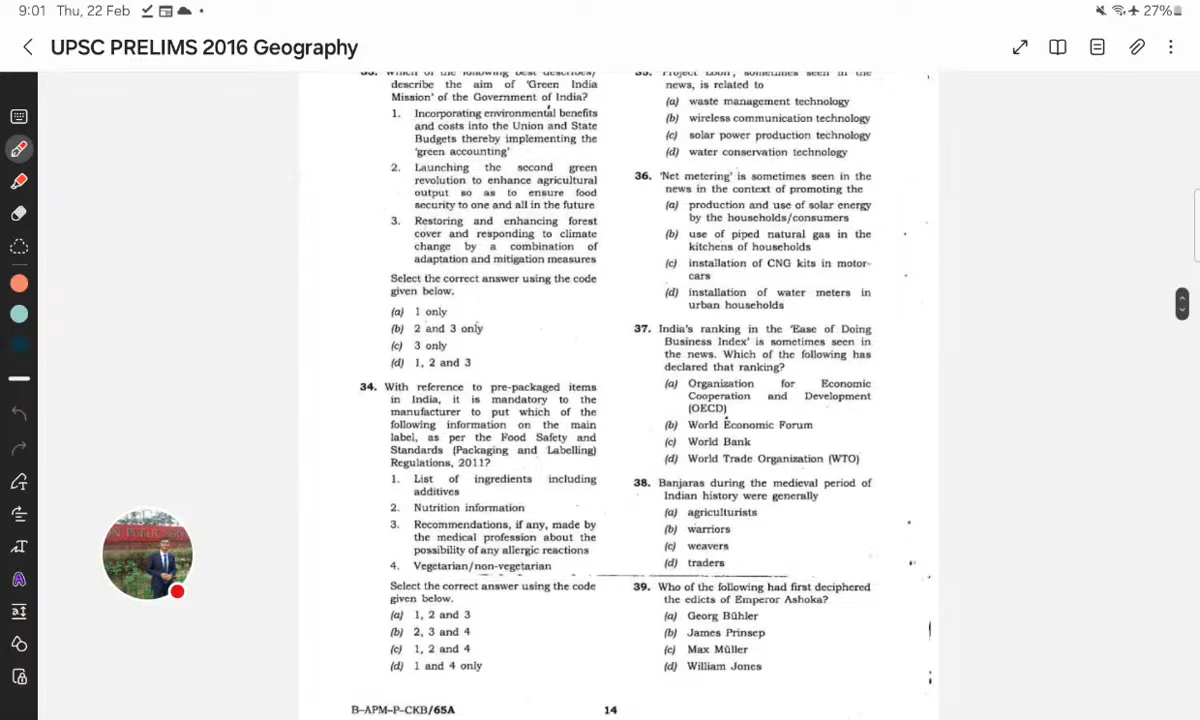 9:01 Thu, 22 Feb
27%
UPSC PRELIMS 2016 Geography
33. Which of the following best describes/
describe the aim of 'Green India
Mission' of the Government of India?
1. Incorporating environmental benefits
and costs into the Union and State
Budgets thereby implementing the
'green accounting'
2. Launching the second green
revolution to enhance agricultural
output so as to ensure food
security to one and all in the future
3. Restoring and enhancing forest
cover and responding to climate
change by a combination of
adaptation and mitigation measures
Select the correct answer using the code
given below.
(a) 1 only
(b) 2 and 3 only
(c) 3 only
(d) 1, 2 and 3
34. With reference to pre-packaged items
in India, it is mandatory to the
manufacturer to put which of the
following information on the main
label, as per the Food Safety and
Standards (Packaging and Labelling)
Regulations, 2011?
1. List of ingredients including
additives
2. Nutrition information
3. Recommendations, if any, made by
the medical profession about the
possibility of any allergic reactions
4. Vegetarian/non-vegetarian
Select the correct answer using the code
given below.
(a) 1, 2 and 3
(b) 2, 3 and 4
(c) 1, 2 and 4
(d) 1 and 4 only
35. 'Project Loon', sometimes seen in the
news, is related to
(a) waste management technology
(b) wireless communication technology
(c) solar power production technology
(d) water conservation technology
36. 'Net metering' is sometimes seen in the
news in the context of promoting the
(a) production and use of solar energy
by the households/consumers
(b) use of piped natural gas in the
kitchens of households
(c) installation of CNG kits in motor-
cars
(d) installation of water meters in
urban households
37. India's ranking in the 'Ease of Doing
Business Index' is sometimes seen in
the news. Which of the following has
declared that ranking?
(a) Organization for Economic
Cooperation and Development
(OECD)
(b) World Economic Forum
(c) World Bank
(d) World Trade Organization (WTO)
38. Banjaras during the medieval period of
Indian history were generally
(a) agriculturists
(b) warriors
(c) weavers
(d) traders
39. Who of the following had first deciphered
the edicts of Emperor Ashoka?
(a) Georg Bühler
(b) James Prinsep
(c) Max Müller
(d) William Jones
B-APM-P-CKB/65A
14